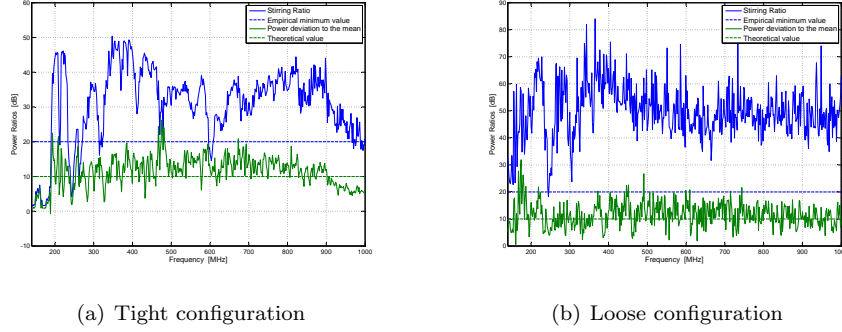 Stirring Ratio
Empirical minimum value
Power deviation to the mean
Theoretical value
60
50
40
30
20
10
0
-10
Power Ratios [dB]
200 300 400 500 600 700 800 900 1000
Frequency [MHz]
(a) Tight configuration
Stirring Ratio
Empirical minimum value
Power deviation to the mean
Theoretical value
90
80
70
60
50
40
30
20
10
0
Power Ratios [dB]
200 300 400 500 600 700 800 900 1000
Frequency [MHz]
(b) Loose configuration